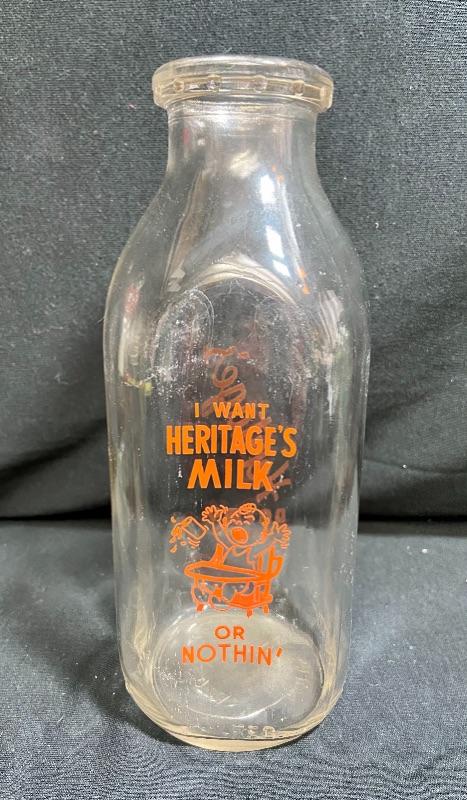 I WANT
HERITAGE'S
MILK
OR
NOTHIN'